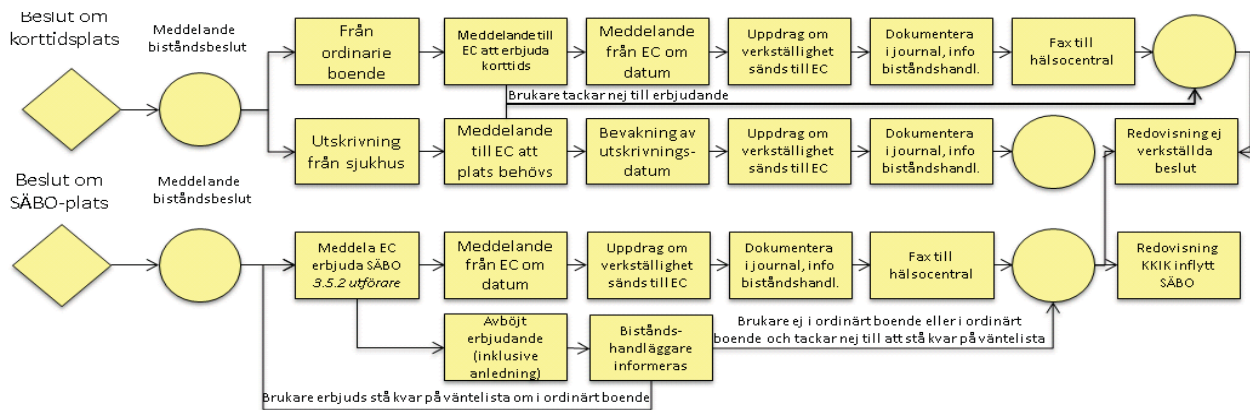 Beslut om
korttidsplats
Meddelande
biståndsbeslut
Från
ordinarie
boende
Meddelande till
EC att erbjuda
korttids
Meddelande
från EC om
datum
Uppdrag om
verkställighet
sänds till EC
Dokumentera
i journal, info
biståndshandl.
Fax till
hälsocentral
Brukare tackar nej till erbjudande
Utskrivning
från sjukhus
Meddelande
till EC att
plats behövs
Bevakning av
utskrivnings-
datum
Uppdrag om
verkställighet
sänds till EC
Dokumentera
i journal, info
biståndshandl.
Redovisning ej
verkställda
beslut
Beslut om
SÄBO-plats
Meddelande
biståndsbeslut
Meddela EC
erbjuda SÄBO
3.5.2 utförare
Meddelande
från EC om
datum
Uppdrag om
verkställighet
sänds till EC
Dokumentera
i journal, info
biståndshandl.
Fax till
hälsocentral
Redovisning
KKIK inflytt
SÄBO
Avböjt
erbjudande
(inklusive
anledning)
Bistånds-
handläggare
informeras
Brukare ej i ordinärt boende eller i ordinärt
boende och tackar nej till att stå kvar på väntelista
Brukare erbjuds stå kvar på väntelista om i ordinärt boende